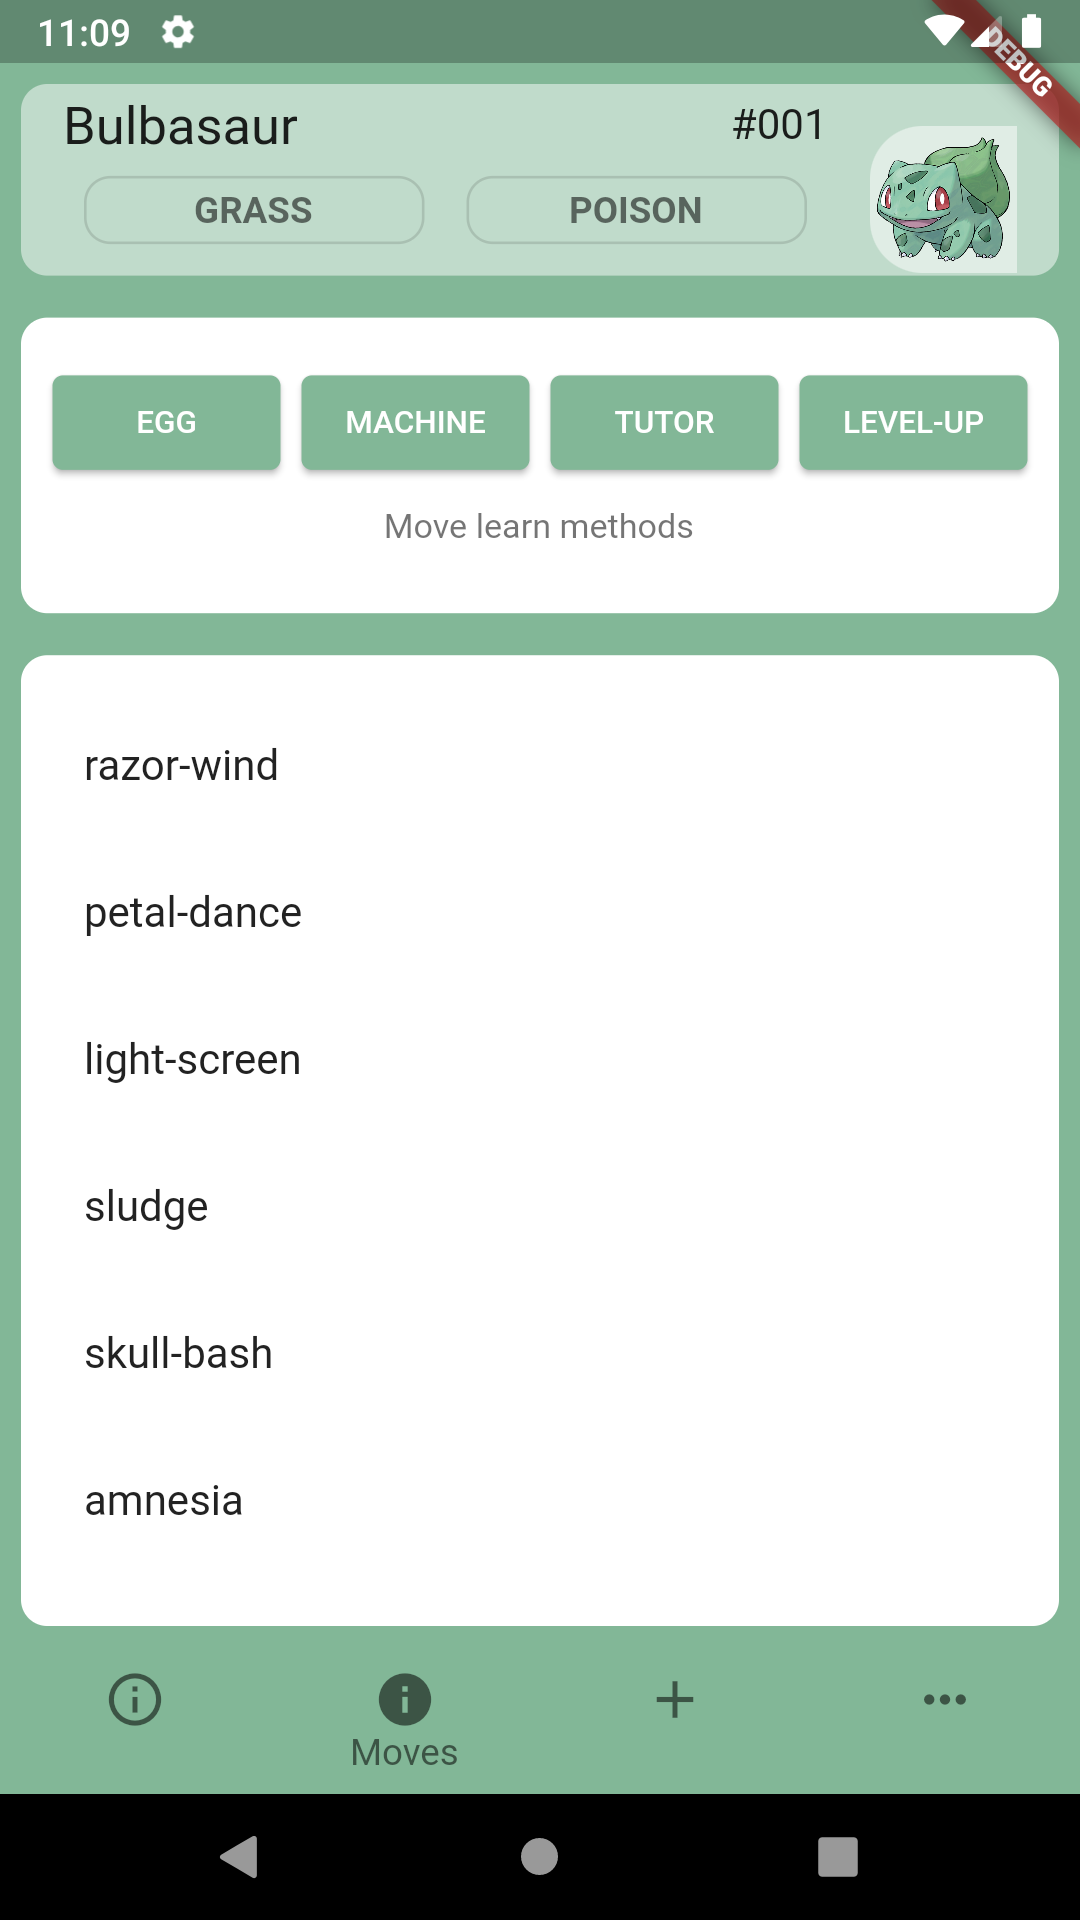 11:09
DEBUG
Bulbasaur #001
GRASS POISON
EGG MACHINE TUTOR LEVEL-UP
Move learn methods
razor-wind
petal-dance
light-screen
sludge
skull-bash
amnesia
Moves